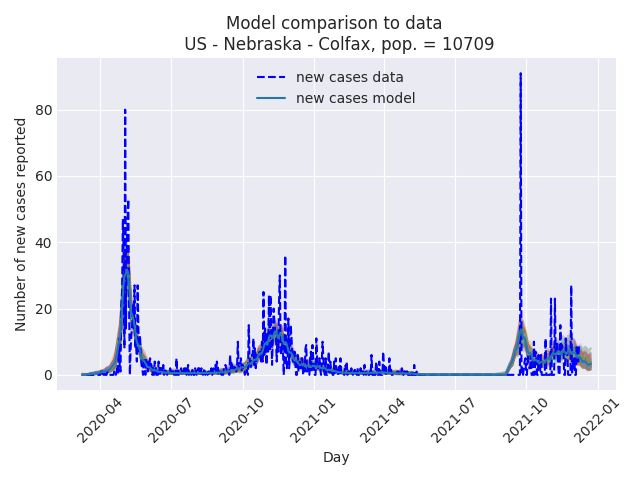 Model comparison to data
US - Nebraska - Colfax, pop. = 10709
new cases data
new cases model
Number of new cases reported
80
60
40
20
0
2020-04
2020-07
2020-10
2021-01
2021-04
2021-07
2021-10
2022-01
Day